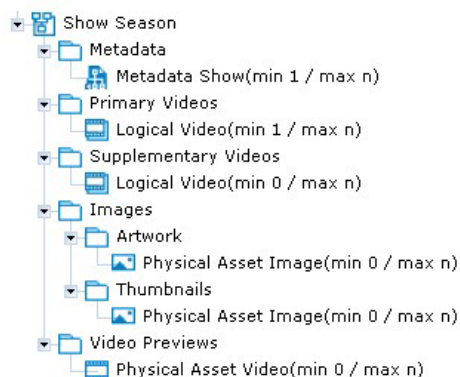 Show Season
Metadata
Metadata Show(min 1 / max n)
Primary Videos
Logical Video(min 1 / max n)
Supplementary Videos
Logical Video(min 0 / max n)
Images
Artwork
Physical Asset Image(min 0 / max n)
Thumbnails
Physical Asset Image(min 0 / max n)
Video Previews
Physical Asset Video(min 0 / max n)